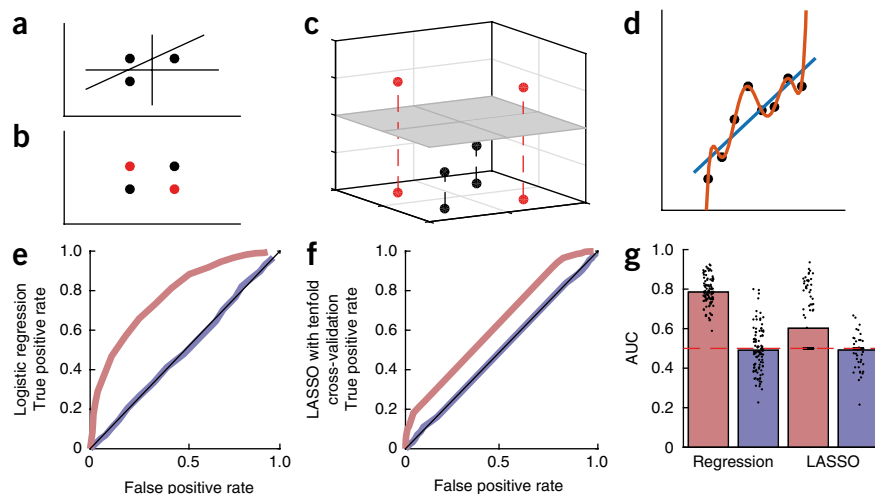 a
b
c
d
e
Logistic regression
True positive rate
1.0
0.8
0.6
0.4
0.2
0
0.5
1.0
False positive rate
f
LASSO with tenfold
cross-validation
True positive rate
1.0
0.8
0.6
0.4
0.2
0
0.5
1.0
False positive rate
g
AUC
1.0
0.8
0.6
0.4
0.2
0
Regression
LASSO